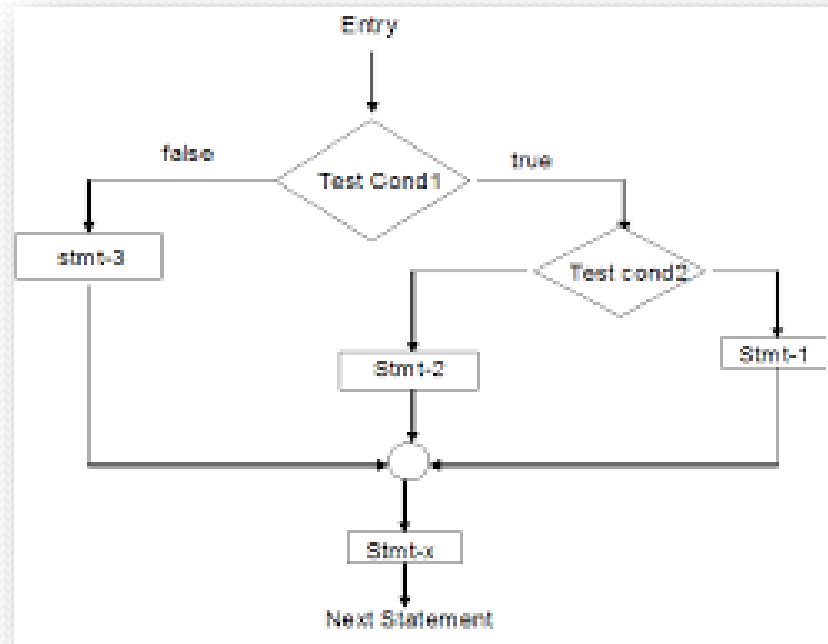 Entry
false
true
Test Cond1
stmt-3
Test cond2
Stmt-1
Stmt-2
Stmt-x
Next Statement